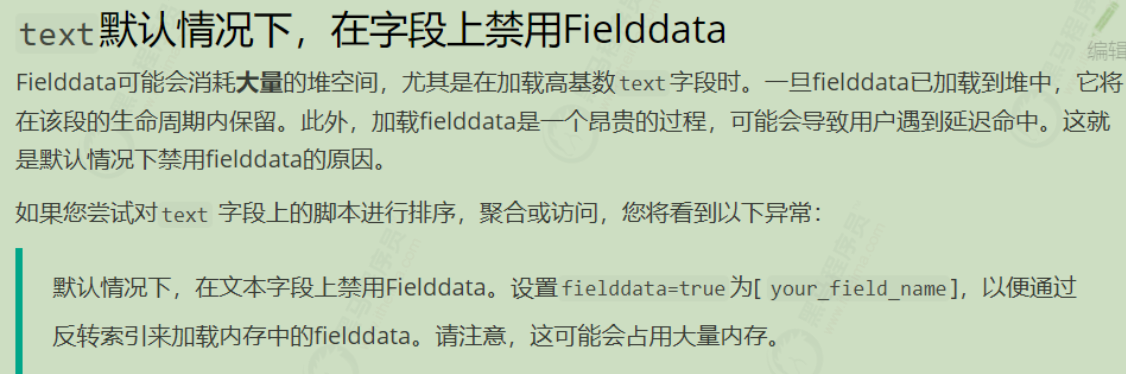 text默认情况下，在字段上禁用Fielddata
编辑
Fielddata可能会消耗大量的堆空间，尤其是在加载高基数text字段时。一旦fielddata已加载到堆中，它将
在该段的生命周期内保留。此外，加载fielddata是一个昂贵的过程，可能会导致用户遇到延迟命中。这就
是默认情况下禁用fielddata的原因。
如果您尝试对text 字段上的脚本进行排序，聚合或访问，您将看到以下异常：
默认情况下，在文本字段上禁用Fielddata。设置fielddata=true为[ your_field_name]，以便通过
反转索引来加载内存中的fielddata。请注意，这可能会占用大量内存。